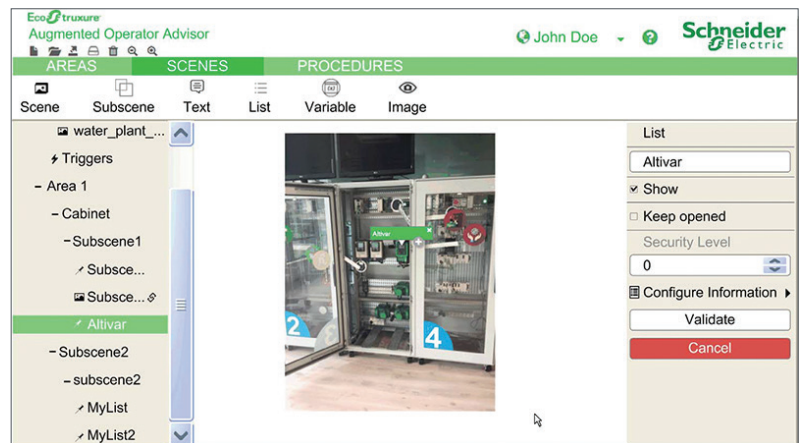 EcoStruxure
Augmented Operator Advisor
John Doe
Schneider
Electric
AREAS SCENES PROCEDURES
Scene Subscene Text List Variable Image
water_plant_...
Triggers
– Area 1
– Cabinet
– Subscene1
Subsce...
Subsce...
Altivar
– Subscene2
– subscene2
MyList
MyList2
Altivar
2
3
4
List
Altivar
Show
Keep opened
Security Level
0
Configure Information
Validate
Cancel